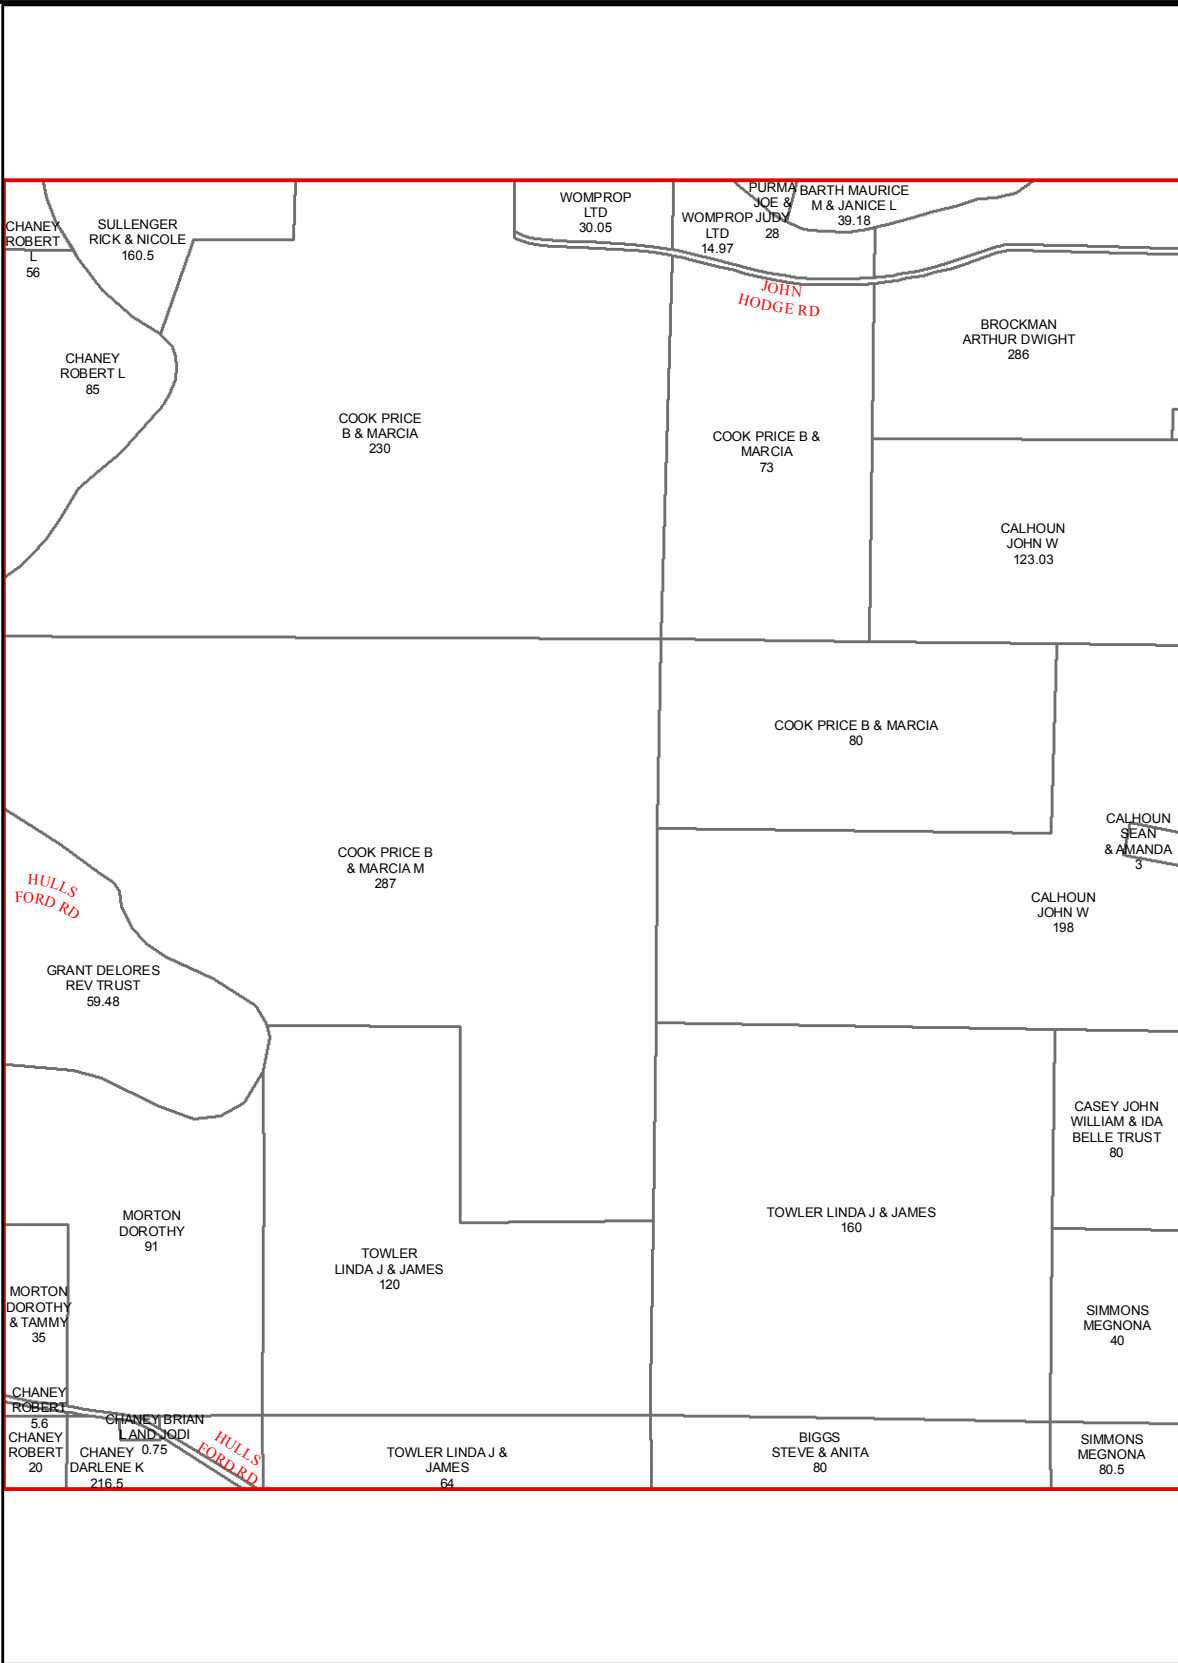 CHANEY
ROBERT
L
56
SULLENGER
RICK & NICOLE
160.5
WOMPROP
LTD
30.05
WOMPROP
LTD
14.97
PURMA
JOE &
JUDY
28
BARTH MAURICE
M & JANICE L
39.18
JOHN
HODGE RD
BROCKMAN
ARTHUR DWIGHT
286
CHANEY
ROBERT L
85
COOK PRICE
B & MARCIA
230
COOK PRICE B &
MARCIA
73
CALHOUN
JOHN W
123.03
COOK PRICE B & MARCIA
80
CALHOUN
SEAN
& AMANDA
3
COOK PRICE B
& MARCIA M
287
HULLS
FORD RD
CALHOUN
JOHN W
198
GRANT DELORES
REV TRUST
59.48
CASEY JOHN
WILLIAM & IDA
BELLE TRUST
80
MORTON
DOROTHY
91
TOWLER LINDA J & JAMES
160
TOWLER
LINDA J & JAMES
120
MORTON
DOROTHY
& TAMMY
35
SIMMONS
MEGNONA
40
CHANEY
ROBERT
5.6
CHANEY BRIAN
L AND JODI
0.75
CHANEY
ROBERT
20
CHANEY
DARLENE K
216.5
HULLS
FORD RD
TOWLER LINDA J &
JAMES
64
BIGGS
STEVE & ANITA
80
SIMMONS
MEGNONA
80.5